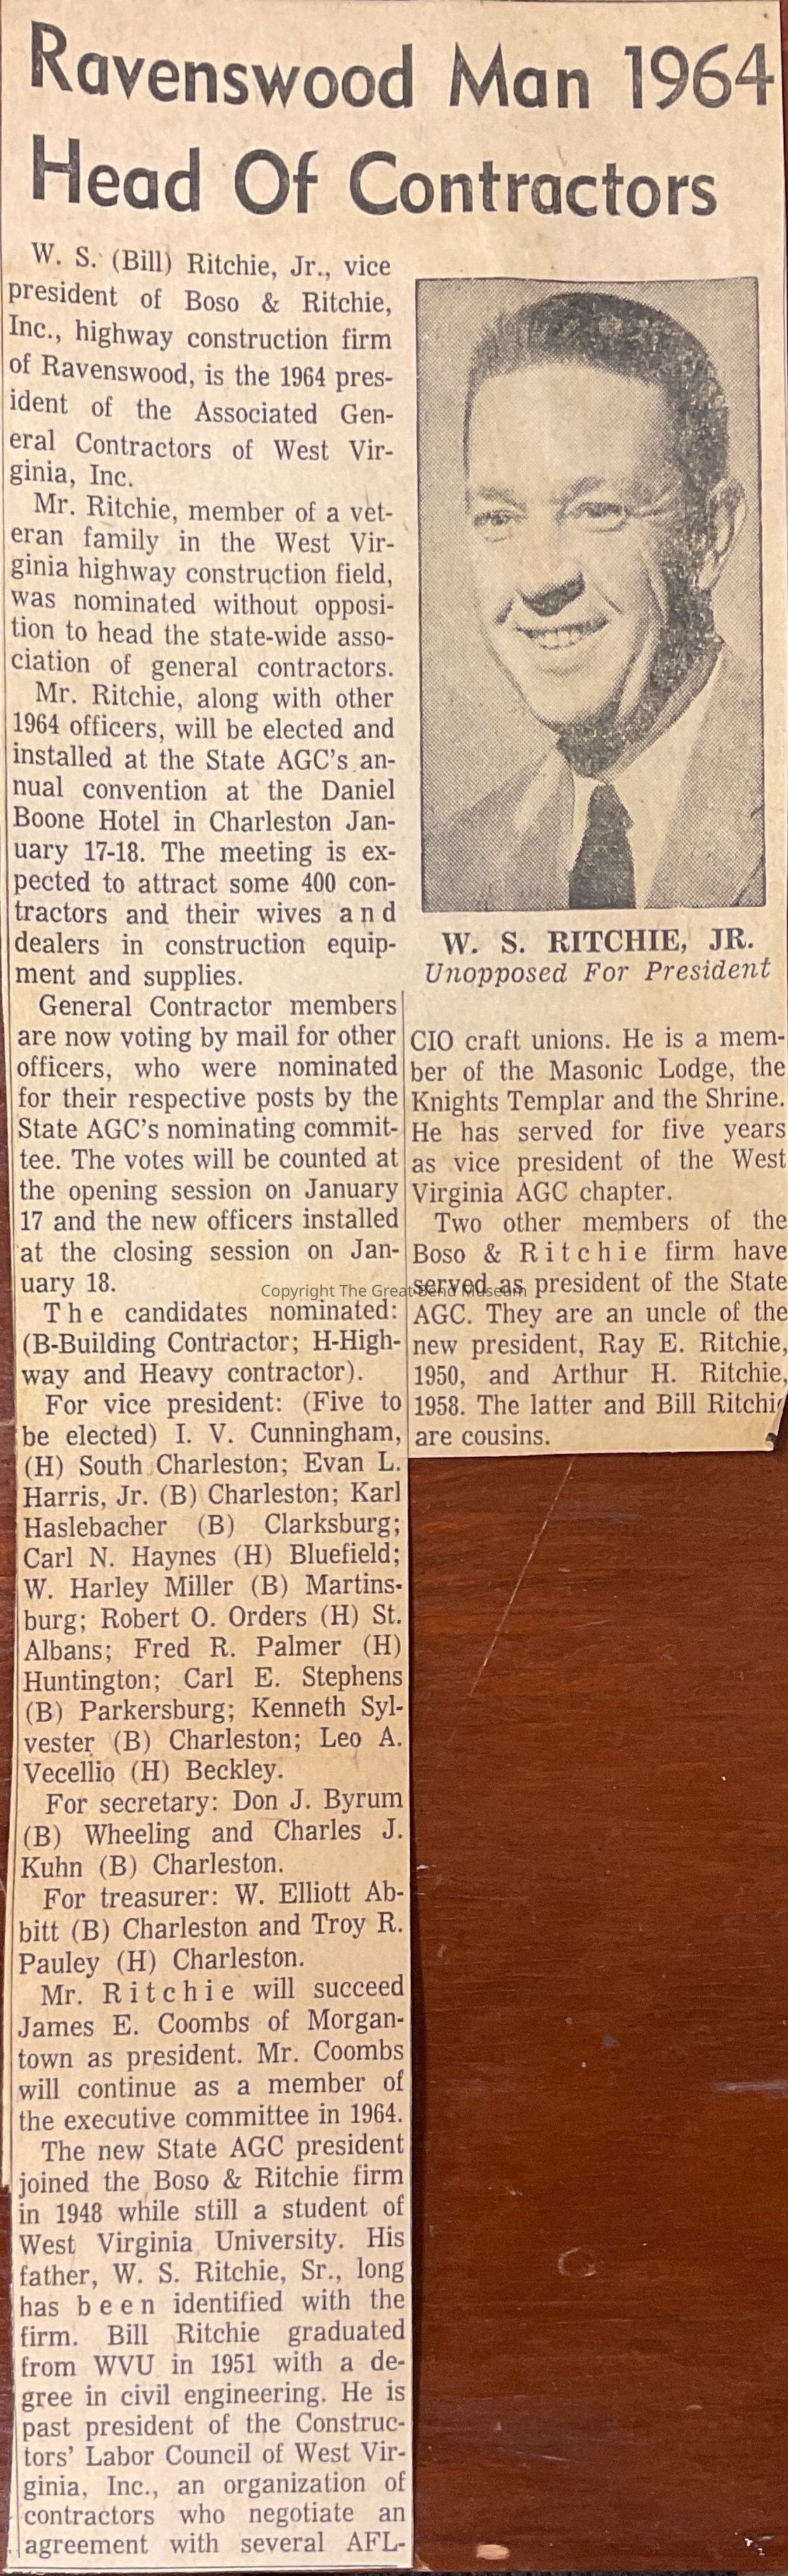 Ravenswood Man 1964
Head Of Contractors
W. S. (Bill) Ritchie, Jr., vice
president of Boso & Ritchie,
Inc., highway construction firm
of Ravenswood, is the 1964 pres-
ident of the Associated Gen-
eral Contractors of West Vir-
ginia, Inc.
Mr. Ritchie, member of a vet-
eran family in the West Vir-
ginia highway construction field,
was nominated without opposi-
tion to head the state-wide asso-
ciation of general contractors.
Mr. Ritchie, along with other
1964 officers, will be elected and
installed at the State AGC's an-
nual convention at the Daniel
Boone Hotel in Charleston Jan-
uary 17-18. The meeting is ex-
pected to attract some 400 con-
tractors and their wives and
dealers in construction equip-
ment and supplies.
General Contractor members
are now voting by mail for other
officers, who were nominated
for their respective posts by the
State AGC's nominating commit-
tee. The votes will be counted at
the opening session on January
17 and the new officers installed
at the closing session on Jan-
uary 18.
The candidates nominated:
(B-Building Contractor; H-High-
way and Heavy contractor).
For vice president: (Five to
be elected) I. V. Cunningham,
(H) South Charleston; Evan L.
Harris, Jr. (B) Charleston; Karl
Haslebacher (B) Clarksburg;
Carl N. Haynes (H) Bluefield;
W. Harley Miller (B) Martins-
burg; Robert O. Orders (H) St.
Albans; Fred R. Palmer (H)
Huntington; Carl E. Stephens
(B) Parkersburg; Kenneth Syl-
vester (B) Charleston; Leo A.
Vecellio (H) Beckley.
For secretary: Don J. Byrum
(B) Wheeling and Charles J.
Kuhn (B) Charleston.
For treasurer: W. Elliott Ab-
bitt (B) Charleston and Troy R.
Pauley (H) Charleston.
Mr. Ritchie will succeed
James E. Coombs of Morgan-
town as president. Mr. Coombs
will continue as a member of
the executive committee in 1964.
The new State AGC president
joined the Boso & Ritchie firm
in 1948 while still a student of
West Virginia University. His
father, W. S. Ritchie, Sr., long
has been identified with the
firm. Bill Ritchie graduated
from WVU in 1951 with a de-
gree in civil engineering. He is
past president of the Construc-
tors' Labor Council of West Vir-
ginia, Inc., an organization of
contractors who negotiate an
agreement with several AFL-
W. S. RITCHIE, JR.
Unopposed For President
CIO craft unions. He is a mem-
ber of the Masonic Lodge, the
Knights Templar and the Shrine.
He has served for five years
as vice president of the West
Virginia AGC chapter.
Two other members of the
Boso & Ritchie firm have
served as president of the State
AGC. They are an uncle of the
new president, Ray E. Ritchie,
1950, and Arthur H. Ritchie,
1958. The latter and Bill Ritchie
are cousins.
Copyright The Great Bend Museum